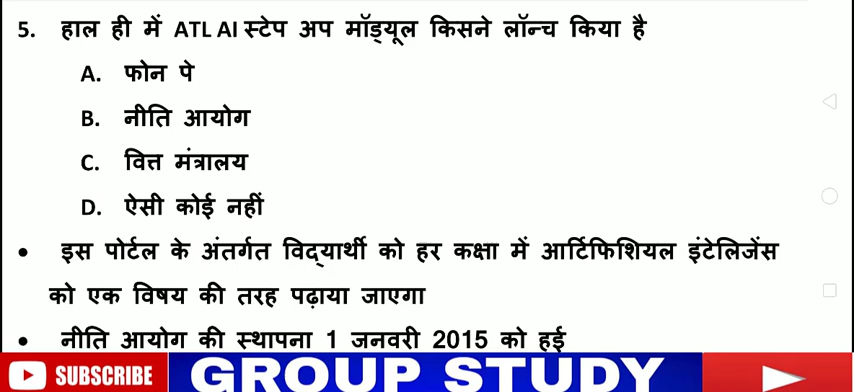 5. हाल ही में ATL AI स्टेप अप मॉड्यूल किसने लॉन्च किया है
A. फोन पे
B. नीति आयोग
C. वित्त मंत्रालय
D. ऐसी कोई नहीं
• इस पोर्टल के अंतर्गत विद्यार्थी को हर कक्षा में आर्टिफिशियल इंटेलिजेंस
को एक विषय की तरह पढ़ाया जाएगा
• नीति आयोग की स्थापना 1 जनवरी 2015 को हुई
SUBSCRIBE GROUP STUDY